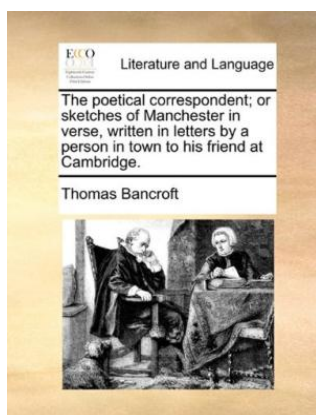 ECCO
Literature and Language
The poetical correspondent; or
sketches of Manchester in
verse, written in letters by a
person in town to his friend at
Cambridge.
Thomas Bancroft